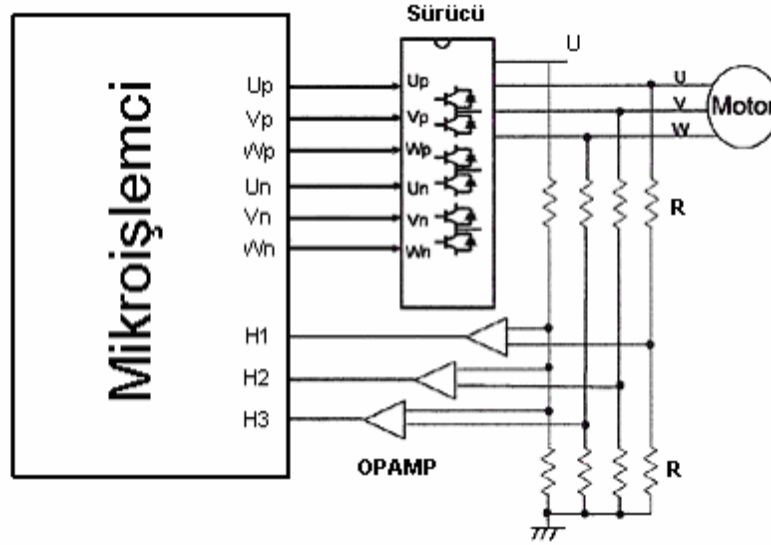 Sürücü
U
Mikroişlemci
Up
Vp
Wp
Un
Vn
Wn
H1
H2
H3
Up
Vp
Wp
Un
Vn
Wn
U
V
W
Motor
R
R
OPAMP